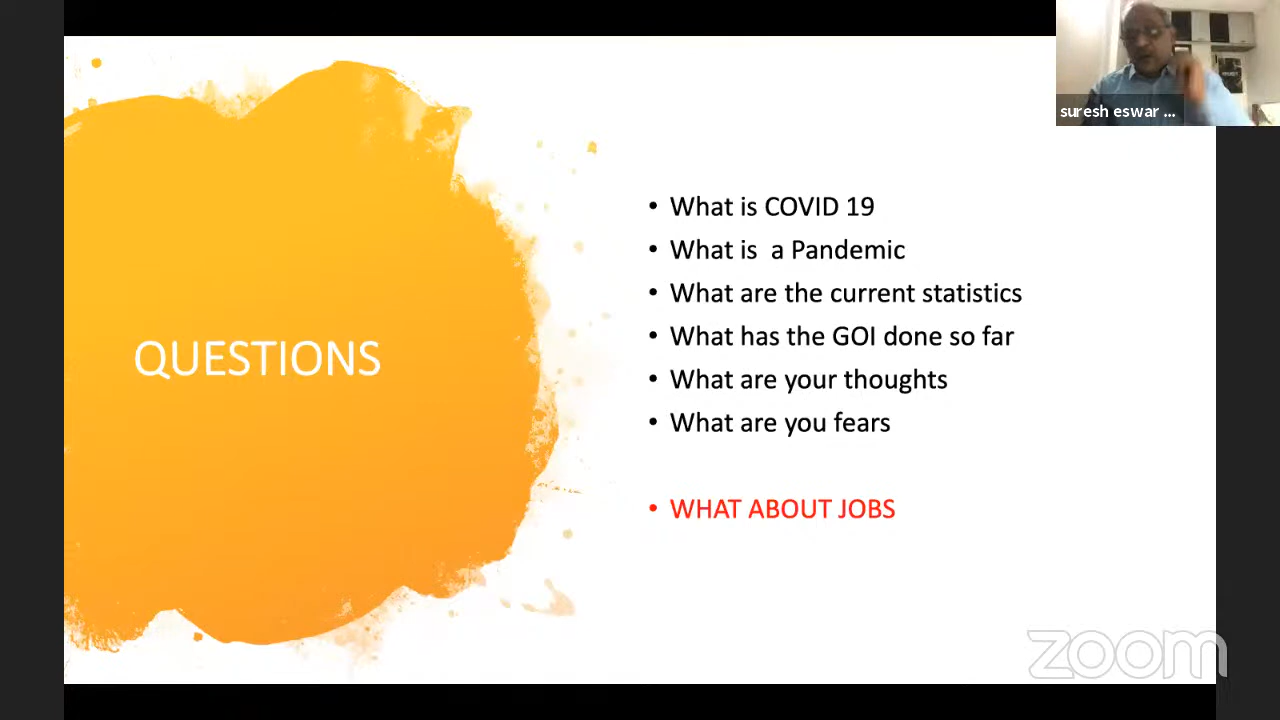 suresh eswar ...
QUESTIONS
• What is COVID 19
• What is  a Pandemic
• What are the current statistics
• What has the GOI done so far
• What are your thoughts
• What are you fears
• WHAT ABOUT JOBS
zoom